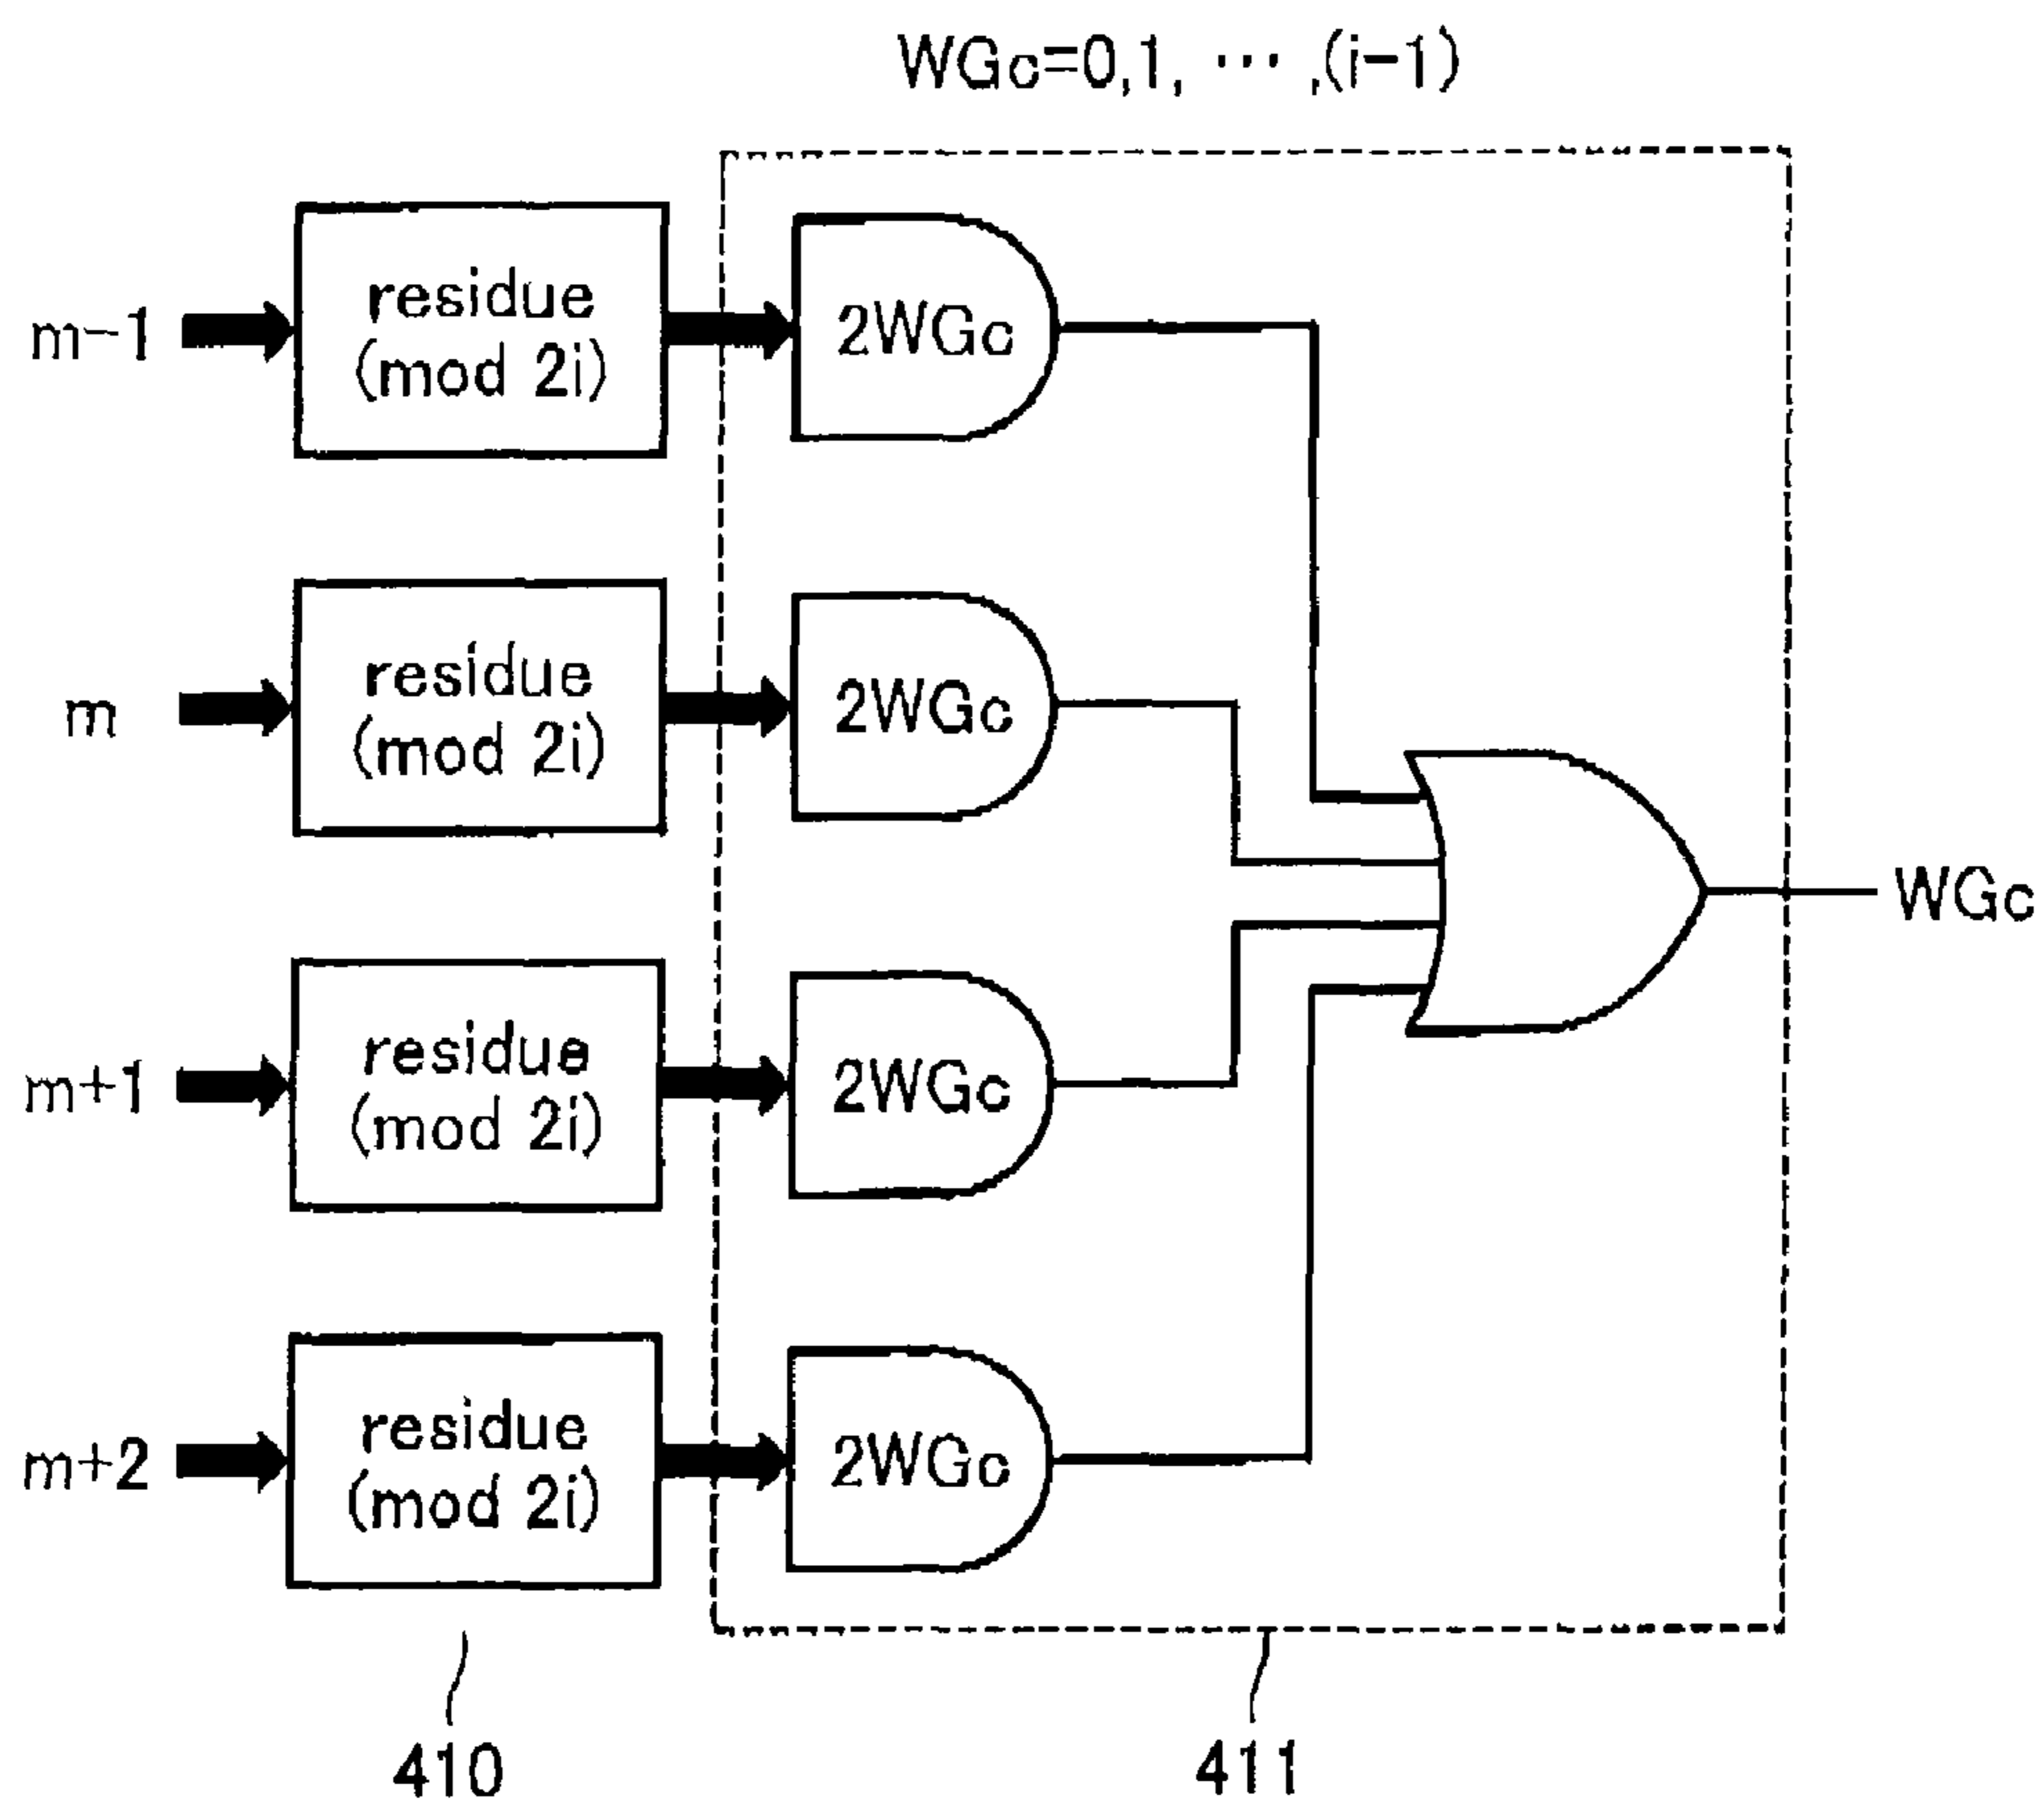 WGc=0,1, ··· ,(i-1)
m-1
residue
(mod 2i)
2WGc
m
residue
(mod 2i)
2WGc
WGc
m+1
residue
(mod 2i)
2WGc
m+2
residue
(mod 2i)
2WGc
410
411